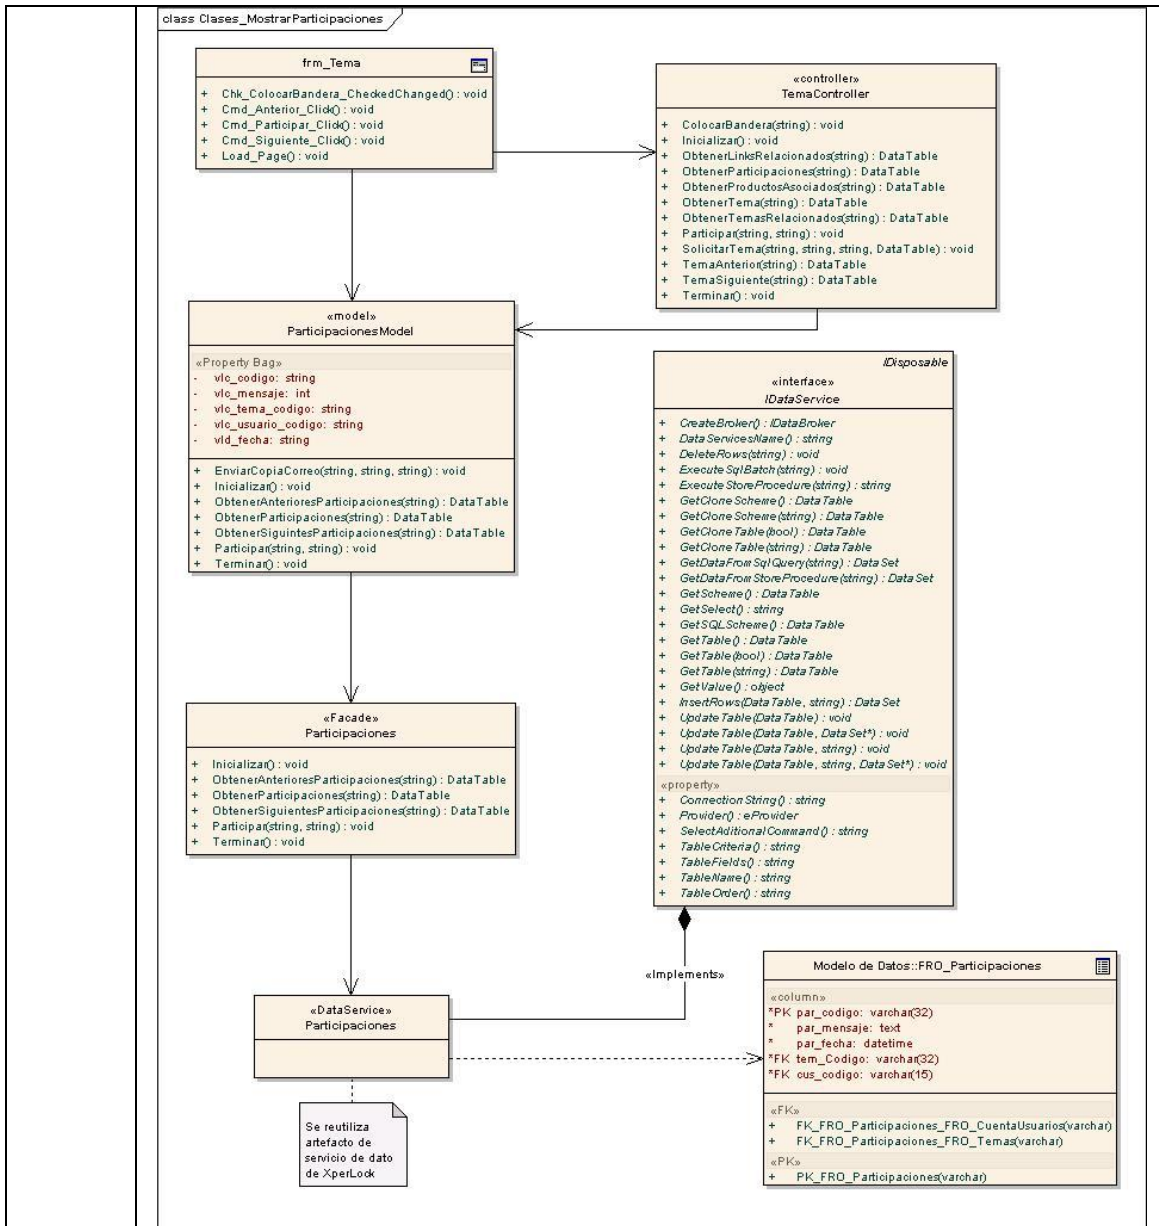 class Clases_MostrarParticipaciones
frm_Tema
+ Chk_ColocarBandera_CheckedChanged() : void
+ Cmd_Anterior_Click() : void
+ Cmd_Participar_Click() : void
+ Cmd_Siguiente_Click() : void
+ Load_Page() : void
«controller»
TemaController
+ ColocarBandera(string) : void
+ Inicializar() : void
+ ObtenerLinksRelacionados(string) : DataTable
+ ObtenerParticipaciones(string) : DataTable
+ ObtenerProductosAsociados(string) : DataTable
+ ObtenerTema(string) : DataTable
+ ObtenerTemasRelacionados(string) : DataTable
+ Participar(string, string) : void
+ SolicitarTema(string, string, string, DataTable) : void
+ TemaAnterior(string) : DataTable
+ TemaSiguiente(string) : DataTable
+ Terminar() : void
«model»
ParticipacionesModel
«Property Bag»
- vlc_codigo: string
- vlc_mensaje: int
- vlc_tema_codigo: string
- vlc_usuario_codigo: string
- vld_fecha: string
+ EnviarCopiaCorreo(string, string, string) : void
+ Inicializar() : void
+ ObtenerAnterioresParticipaciones(string) : DataTable
+ ObtenerParticipaciones(string) : DataTable
+ ObtenerSiguintesParticipaciones(string) : DataTable
+ Participar(string, string) : void
+ Terminar() : void
IDisposable
«interface»
IDataService
+ CreateBroker() : IDataBroker
+ DataServicesName() : string
+ DeleteRows(string) : void
+ ExecuteSqlBatch(string) : void
+ ExecuteStoreProcedure(string) : string
+ GetCloneScheme() : DataTable
+ GetCloneScheme(string) : DataTable
+ GetCloneTable(bool) : DataTable
+ GetCloneTable(string) : DataTable
+ GetDataFromSqlQuery(string) : DataSet
+ GetDataFromStoreProcedure(string) : DataSet
+ GetScheme() : DataTable
+ GetSelect() : string
+ GetSQLScheme() : DataTable
+ GetTable() : DataTable
+ GetTable(bool) : DataTable
+ GetTable(string) : DataTable
+ GetValue() : object
+ InsertRows(DataTable, string) : DataSet
+ UpdateTable(DataTable) : void
+ UpdateTable(DataTable, DataSet*) : void
+ UpdateTable(DataTable, string) : void
+ UpdateTable(DataTable, string, DataSet*) : void
«property»
+ ConnectionString() : string
+ Provider() : eProvider
+ SelectAditionalCommand() : string
+ TableCriteria() : string
+ TableFields() : string
+ TableName() : string
+ TableOrder() : string
«Facade»
Participaciones
+ Inicializar() : void
+ ObtenerAnterioresParticipaciones(string) : DataTable
+ ObtenerParticipaciones(string) : DataTable
+ ObtenerSiguientesParticipaciones(string) : DataTable
+ Participar(string, string) : void
+ Terminar() : void
«Implements»
«DataService»
Participaciones
Se reutiliza
artefacto de
servicio de dato
de XperLock
Modelo de Datos::FRO_Participaciones
«column»
*PK par_codigo: varchar(32)
* par_mensaje: text
* par_fecha: datetime
*FK tem_Codigo: varchar(32)
*FK cus_codigo: varchar(15)
«FK»
+ FK_FRO_Participaciones_FRO_CuentaUsuarios(varchar)
+ FK_FRO_Participaciones_FRO_Temas(varchar)
«PK»
+ PK_FRO_Participaciones(varchar)